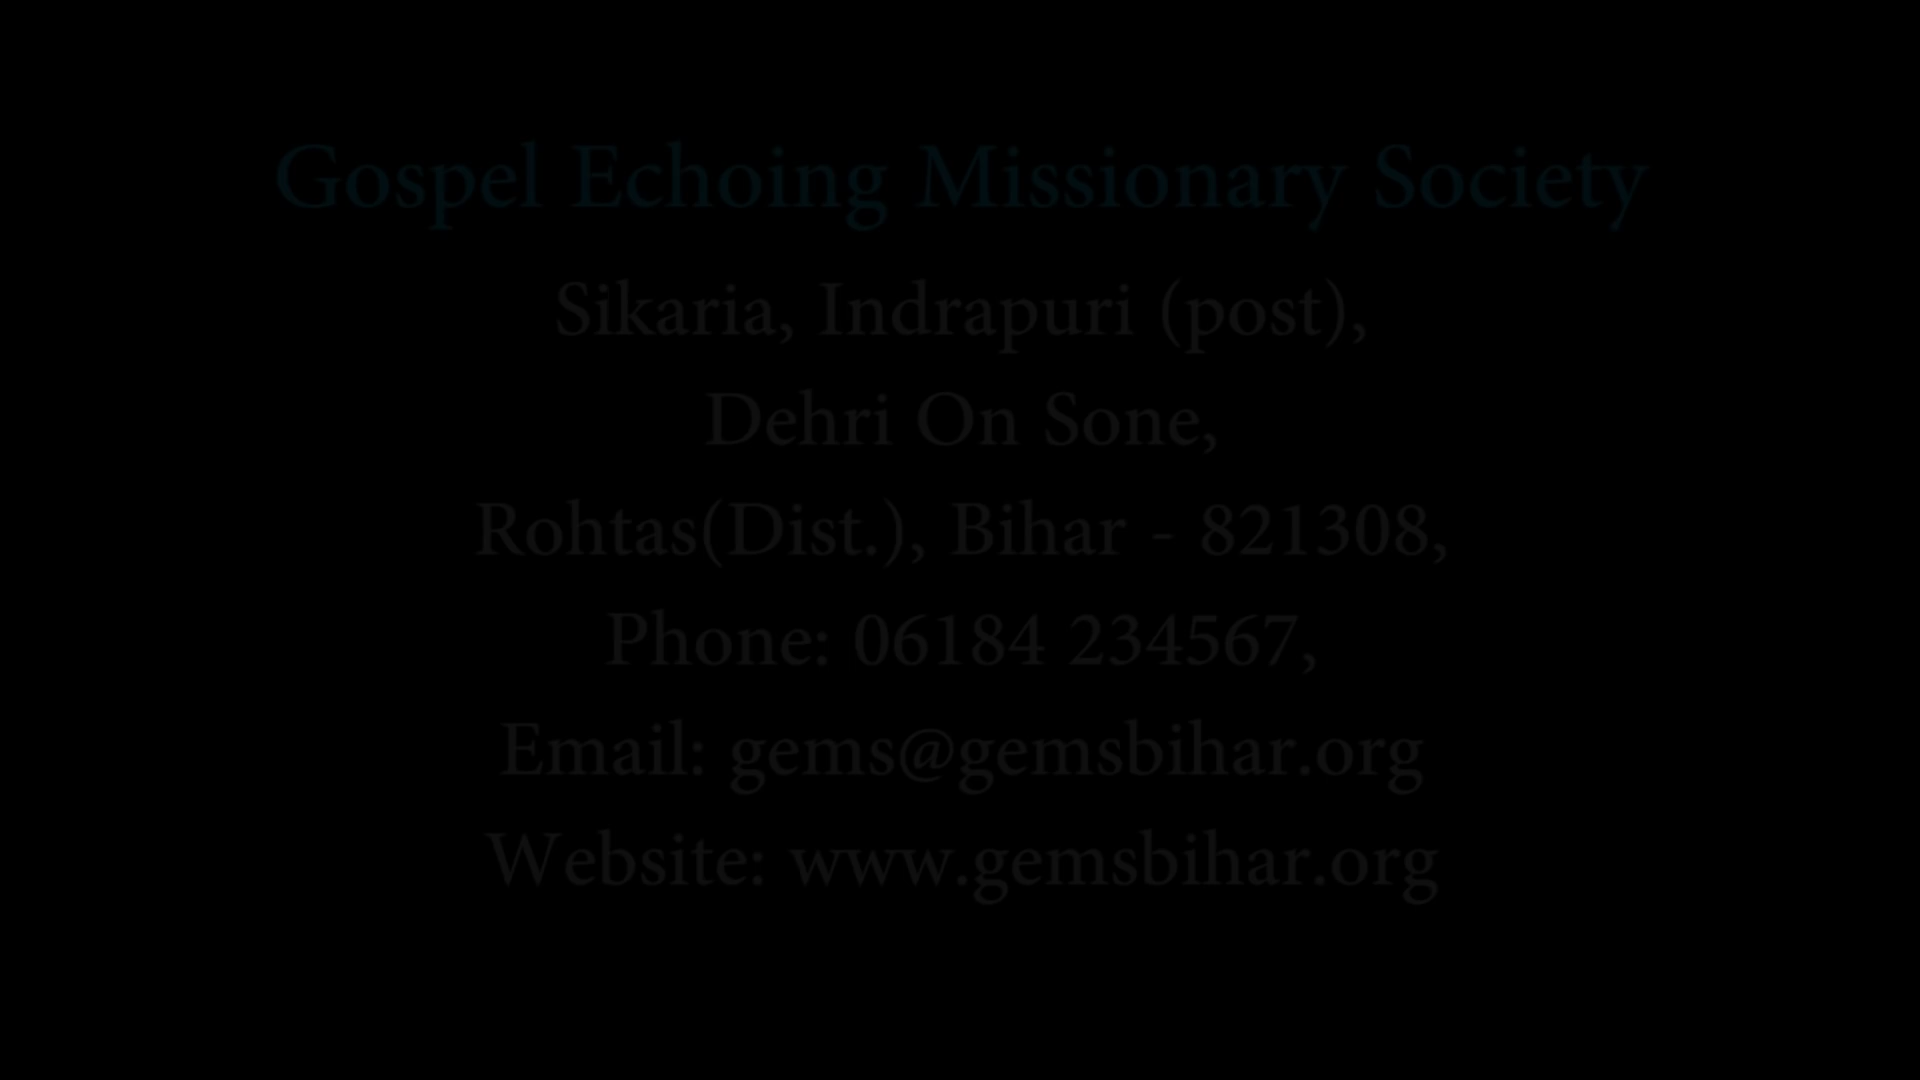 Gospel Echoing Missionary Society
Sikaria, Indrapuri (post),
Dehri On Sone,
Rohtas(Dist.), Bihar - 821308,
Phone: 06184 234567,
Email: gems@gemsbihar.org
Website: www.gemsbihar.org